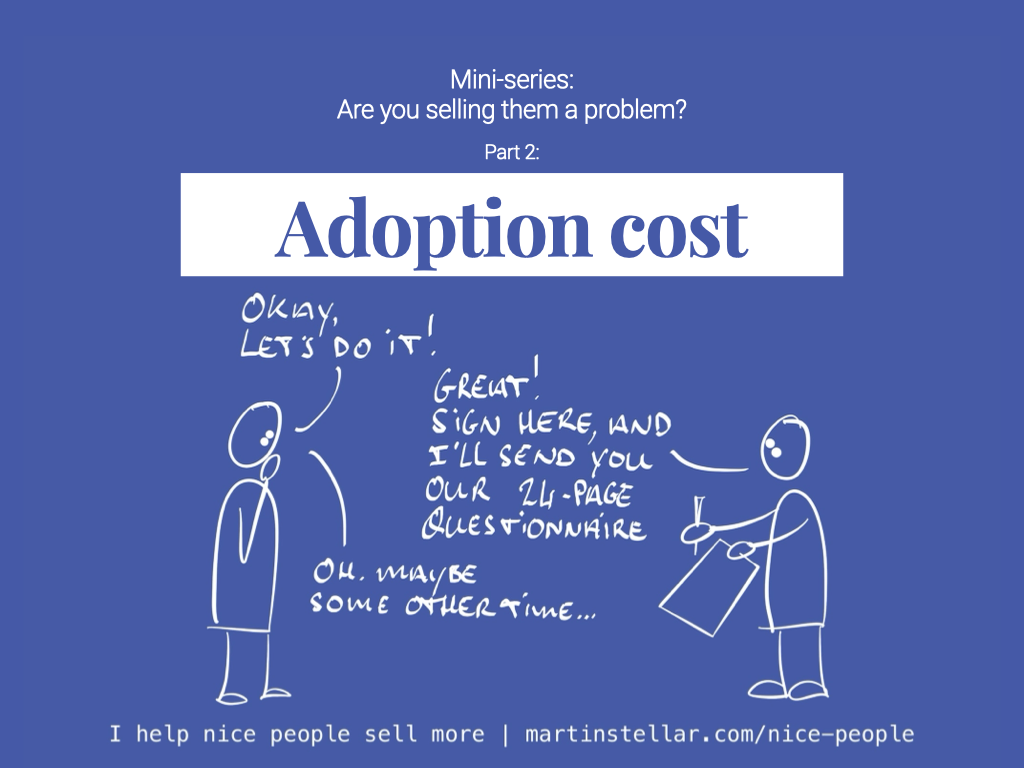 Mini-series:
Are you selling them a problem?
Part 2:
Adoption cost
OKAY,
LET'S DO IT!
GREAT!
SIGN HERE, AND
I'LL SEND YOU
OUR 24-PAGE
QUESTIONNAIRE
OH. MAYBE
SOME OTHER TIME...
I help nice people sell more | martinstellar.com/nice-people